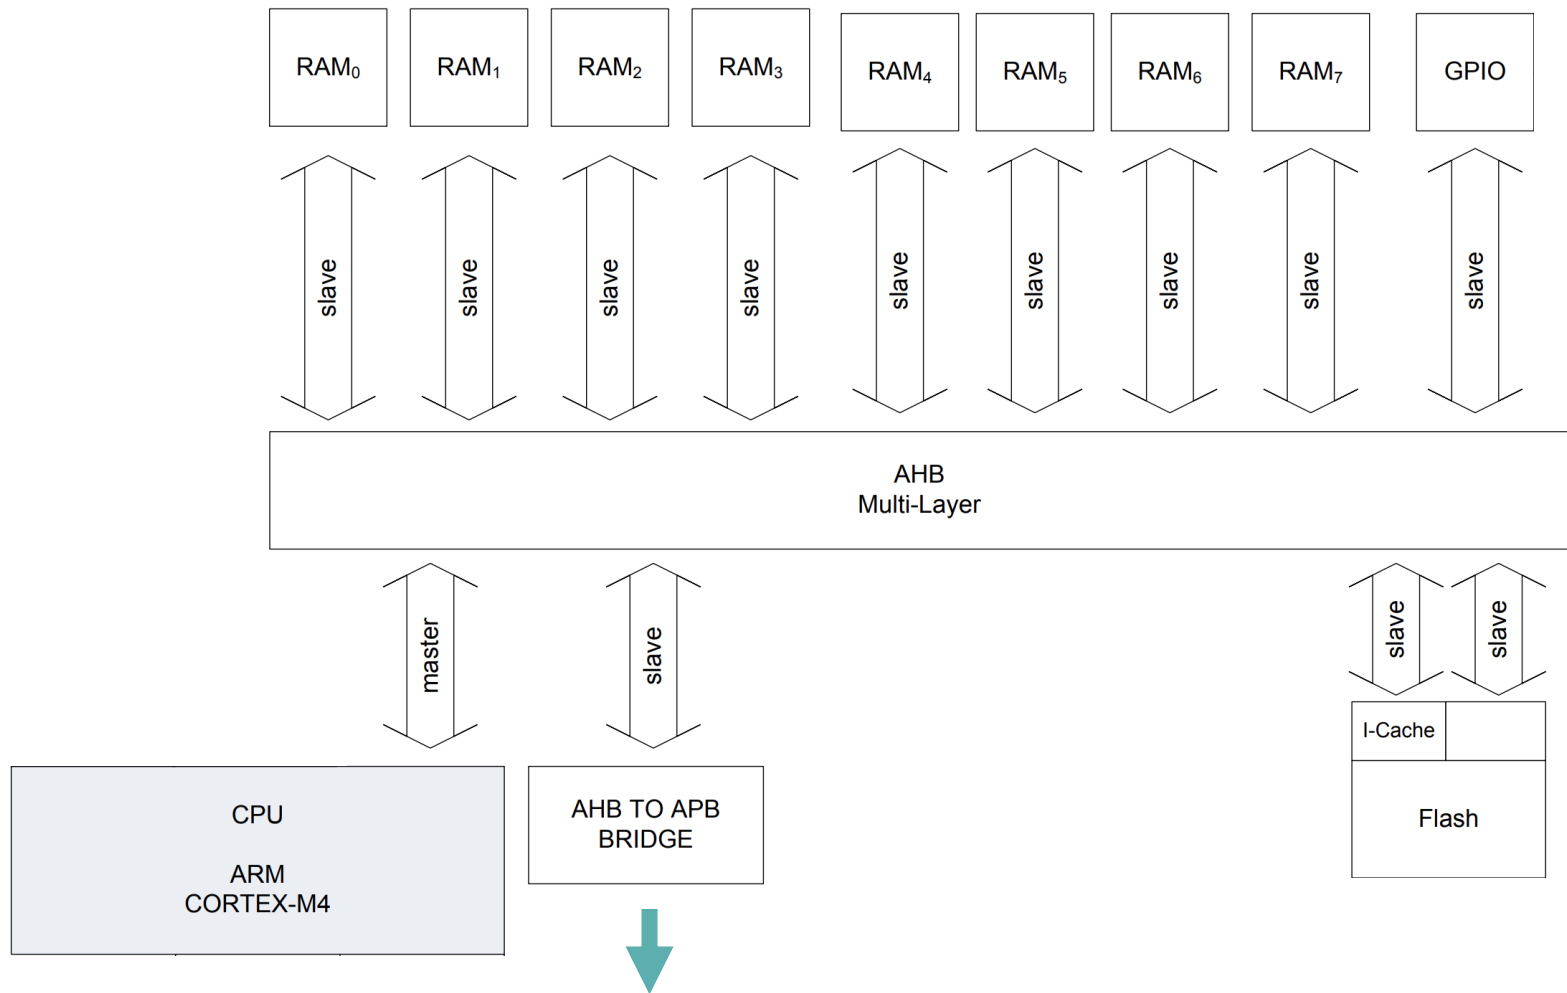 RAM₀
RAM₁
RAM₂
RAM₃
RAM₄
RAM₅
RAM₆
RAM₇
GPIO
slave
slave
slave
slave
slave
slave
slave
slave
slave
AHB
Multi-Layer
master
slave
slave
slave
I-Cache
CPU
ARM
CORTEX-M4
AHB TO APB
BRIDGE
Flash